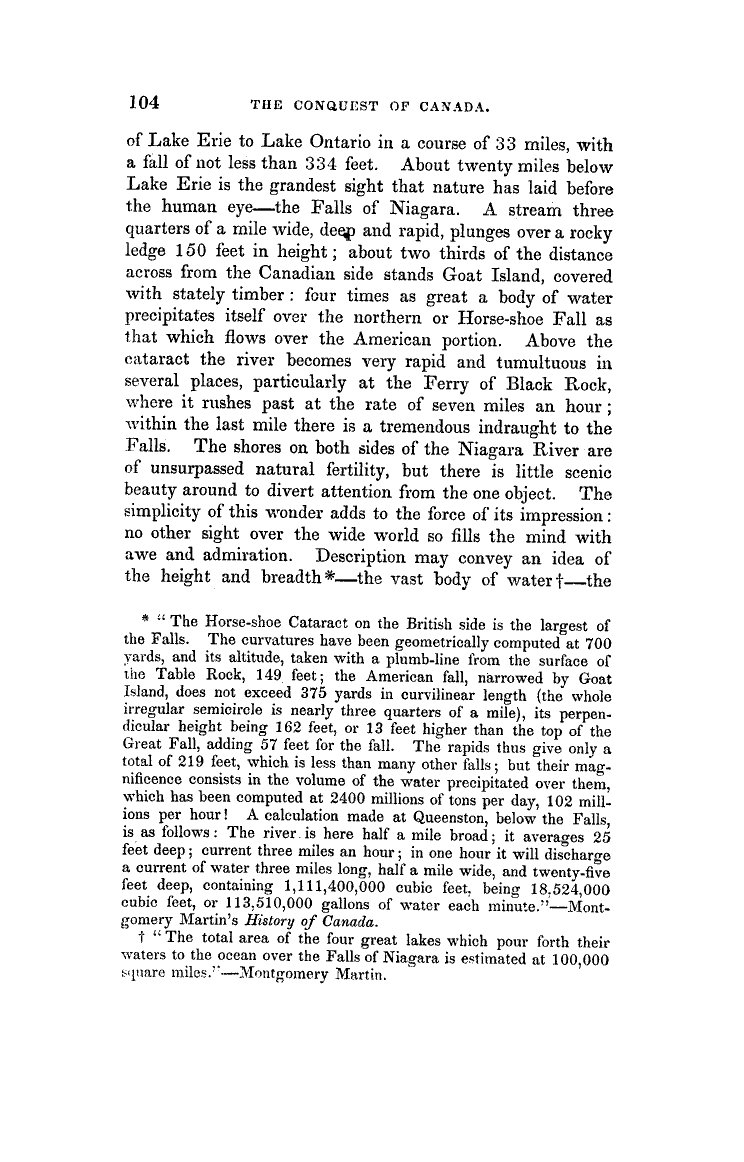 104 THE CONQUEST OF CANADA.
of Lake Erie to Lake Ontario in a course of 33 miles, with
a fall of not less than 334 feet. About twenty miles below
Lake Erie is the grandest sight that nature has laid before
the human eye—the Falls of Niagara. A stream three
quarters of a mile wide, deep and rapid, plunges over a rocky
ledge 150 feet in height; about two thirds of the distance
across from the Canadian side stands Goat Island, covered
with stately timber: four times as great a body of water
precipitates itself over the northern or Horse-shoe Fall as
that which flows over the American portion. Above the
cataract the river becomes very rapid and tumultuous in
several places, particularly at the Ferry of Black Rock,
where it rushes past at the rate of seven miles an hour;
within the last mile there is a tremendous indraught to the
Falls. The shores on both sides of the Niagara River are
of unsurpassed natural fertility, but there is little scenic
beauty around to divert attention from the one object. The
simplicity of this wonder adds to the force of its impression:
no other sight over the wide world so fills the mind with
awe and admiration. Description may convey an idea of
the height and breadth*—the vast body of water†—the
* "The Horse-shoe Cataract on the British side is the largest of
the Falls. The curvatures have been geometrically computed at 700
yards, and its altitude, taken with a plumb-line from the surface of
the Table Rock, 149 feet; the American fall, narrowed by Goat
Island, does not exceed 375 yards in curvilinear length (the whole
irregular semicircle is nearly three quarters of a mile), its perpen-
dicular height being 162 feet, or 13 feet higher than the top of the
Great Fall, adding 57 feet for the fall. The rapids thus give only a
total of 219 feet, which is less than many other falls; but their mag-
nificence consists in the volume of the water precipitated over them,
which has been computed at 2400 millions of tons per day, 102 mill-
ions per hour! A calculation made at Queenston, below the Falls,
is as follows: The river is here half a mile broad; it averages 25
feet deep; current three miles an hour; in one hour it will discharge
a current of water three miles long, half a mile wide, and twenty-five
feet deep, containing 1,111,400,000 cubic feet, being 18,524,000
cubic feet, or 113,510,000 gallons of water each minute."—Mont-
gomery Martin's History of Canada.
† "The total area of the four great lakes which pour forth their
waters to the ocean over the Falls of Niagara is estimated at 100,000
square miles."—Montgomery Martin.